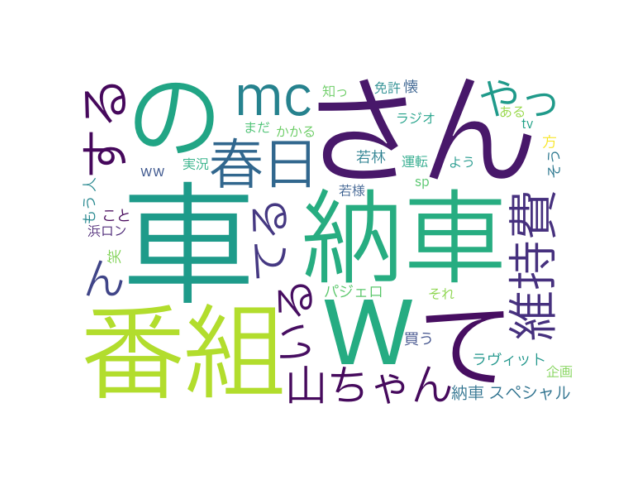 する
の
mc
さん
やっ
知っ
免許
懐
ある
ラジオ
tv
まだ
かかる
方
ww
実況
春日
若林
運転
よう
そう
もう
人
sp
若様
こと
浜ロン
車
てる
納車
維持費
笑
ん
いる
パジェロ
それ
番組
w
て
買う
ラヴィット
企画
山ちゃん
納車 スペシャル